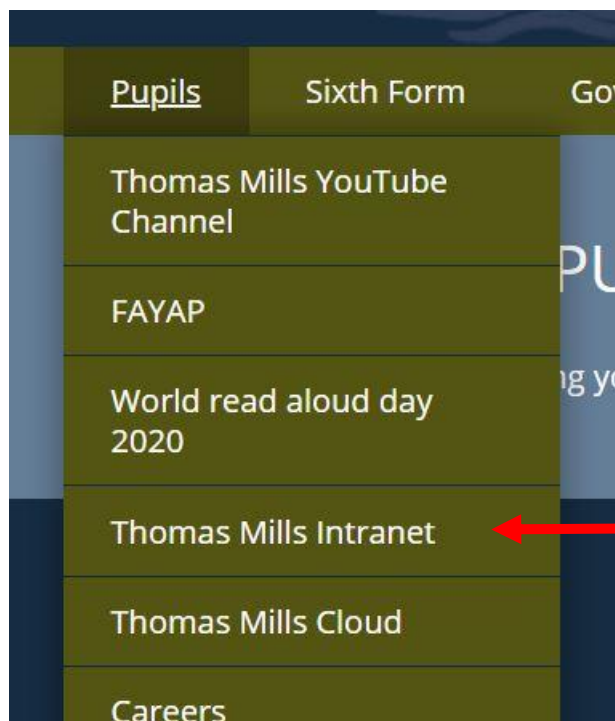 Pupils Sixth Form
Thomas Mills YouTube
Channel
FAYAP
World read aloud day
2020
Thomas Mills Intranet
Thomas Mills Cloud
Careers